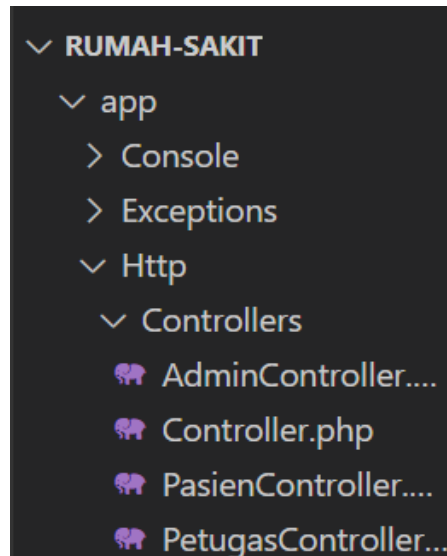 RUMAH-SAKIT
app
Console
Exceptions
Http
Controllers
AdminController....
Controller.php
PasienController....
PetugasController...